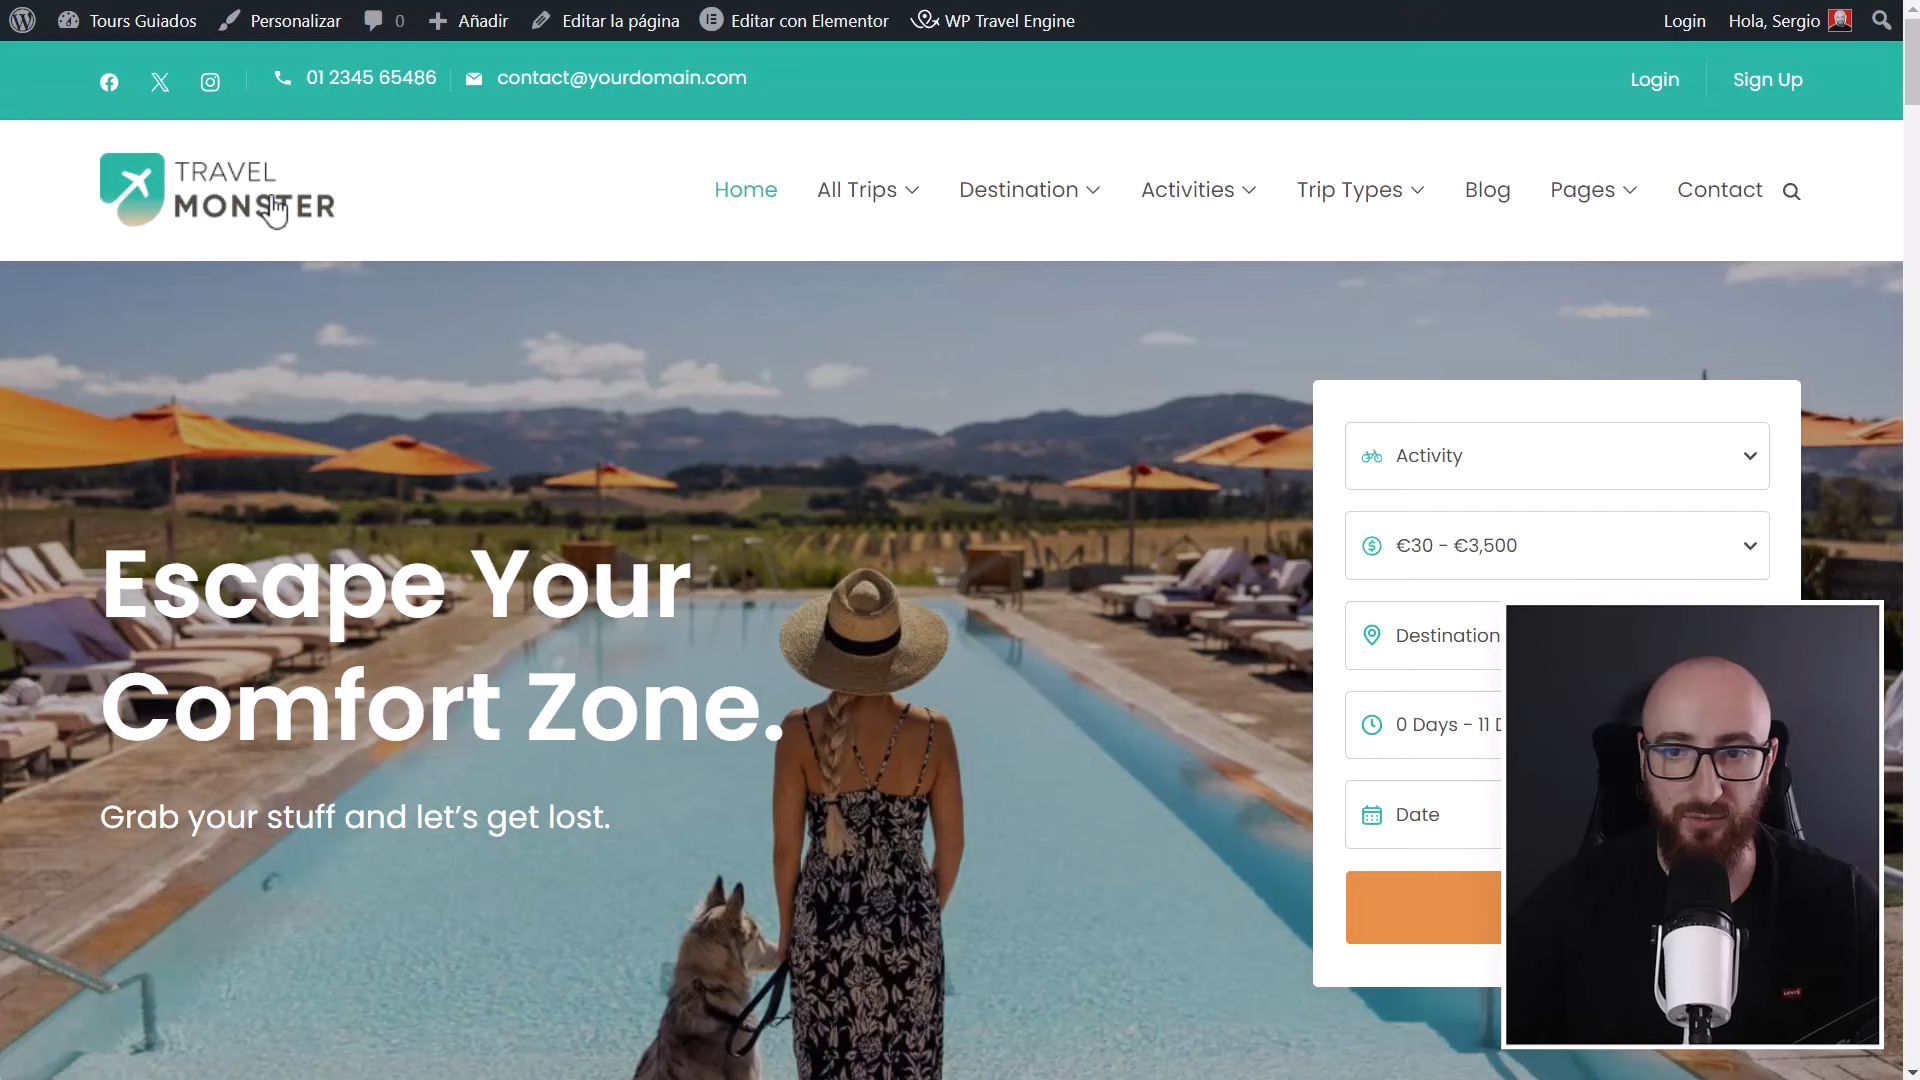 Tours Guiados Personalizar 0 Añadir Editar la página Editar con Elementor WP Travel Engine Login Hola, Sergio
01 2345 65486 contact@yourdomain.com Login Sign Up
TRAVEL
MONSTER
Home All Trips Destination Activities Trip Types Blog Pages Contact
Activity
€30 - €3,500
Destination
0 Days - 11 D
Date
Escape Your
Comfort Zone.
Grab your stuff and let’s get lost.